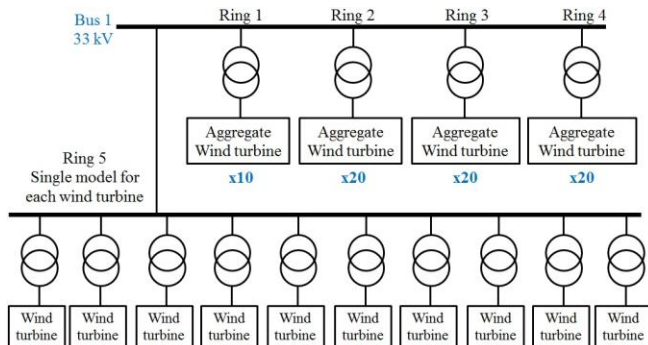 Bus 1
33 kV
Ring 1
Ring 2
Ring 3
Ring 4
Aggregate
Wind turbine
x10
Aggregate
Wind turbine
x20
Aggregate
Wind turbine
x20
Aggregate
Wind turbine
x20
Ring 5
Single model for
each wind turbine
Wind
turbine
Wind
turbine
Wind
turbine
Wind
turbine
Wind
turbine
Wind
turbine
Wind
turbine
Wind
turbine
Wind
turbine
Wind
turbine